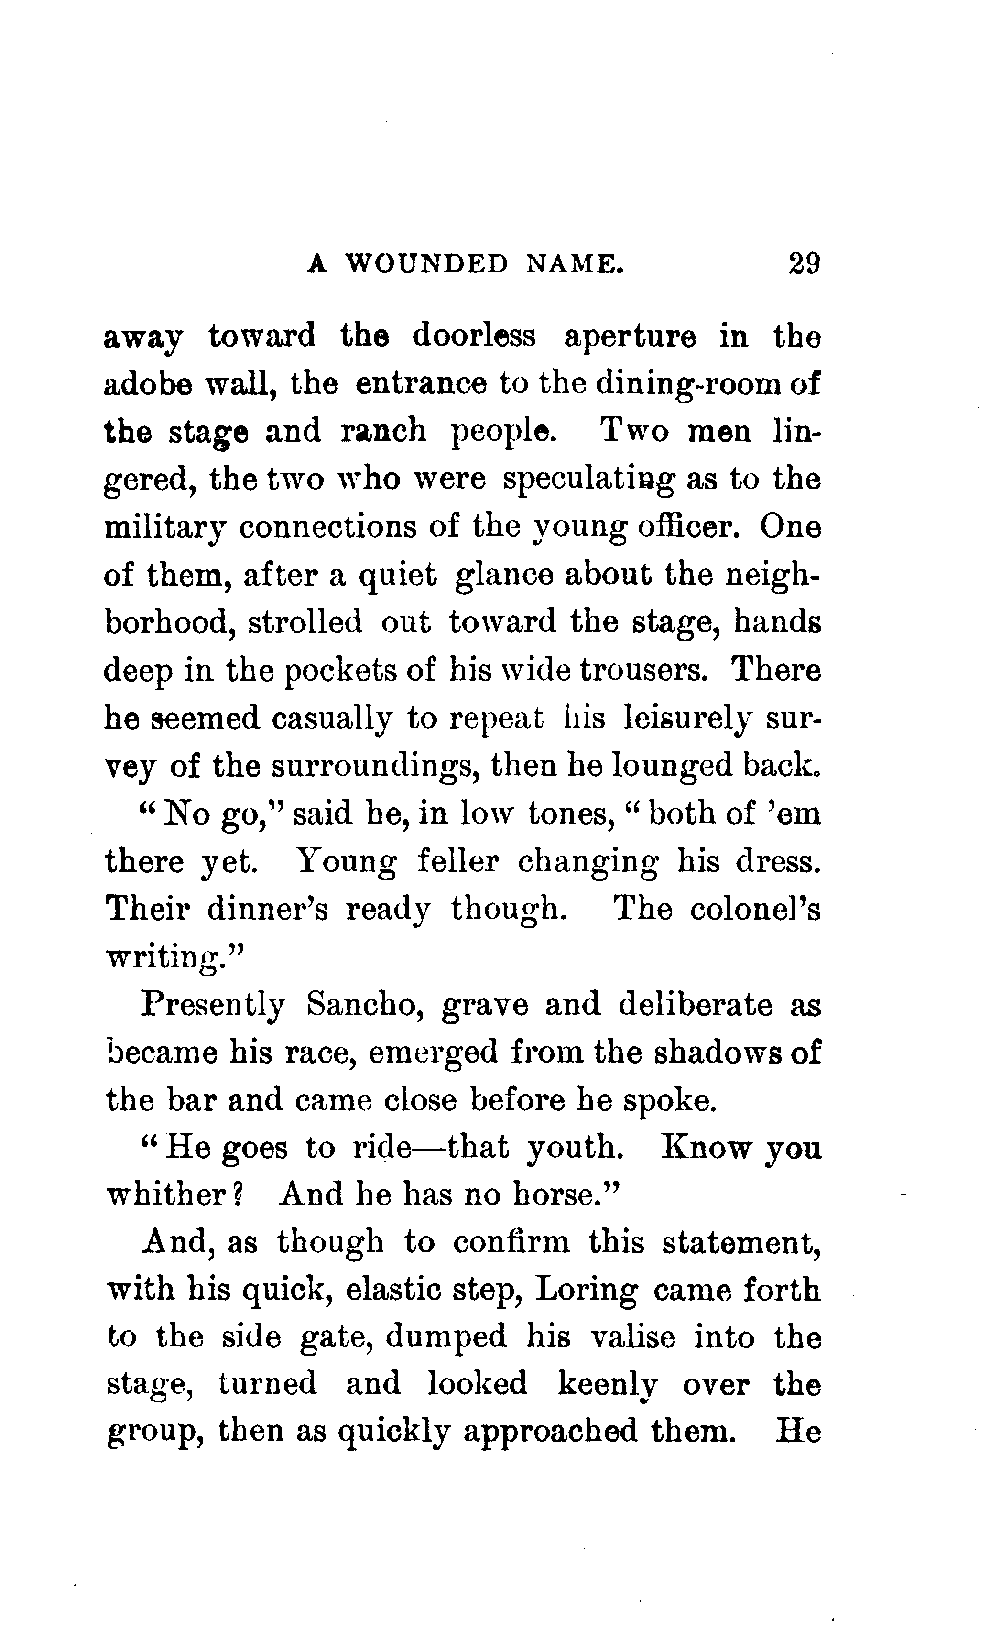 A WOUNDED NAME. 29
away toward the doorless aperture in the
adobe wall, the entrance to the dining-room of
the stage and ranch people. Two men lin-
gered, the two who were speculating as to the
military connections of the young officer. One
of them, after a quiet glance about the neigh-
borhood, strolled out toward the stage, hands
deep in the pockets of his wide trousers. There
he seemed casually to repeat his leisurely sur-
vey of the surroundings, then he lounged back.
“No go,” said he, in low tones, “both of ’em
there yet. Young feller changing his dress.
Their dinner’s ready though. The colonel’s
writing.”
Presently Sancho, grave and deliberate as
became his race, emerged from the shadows of
the bar and came close before he spoke.
“He goes to ride—that youth. Know you
whither? And he has no horse.”
And, as though to confirm this statement,
with his quick, elastic step, Loring came forth
to the side gate, dumped his valise into the
stage, turned and looked keenly over the
group, then as quickly approached them. He